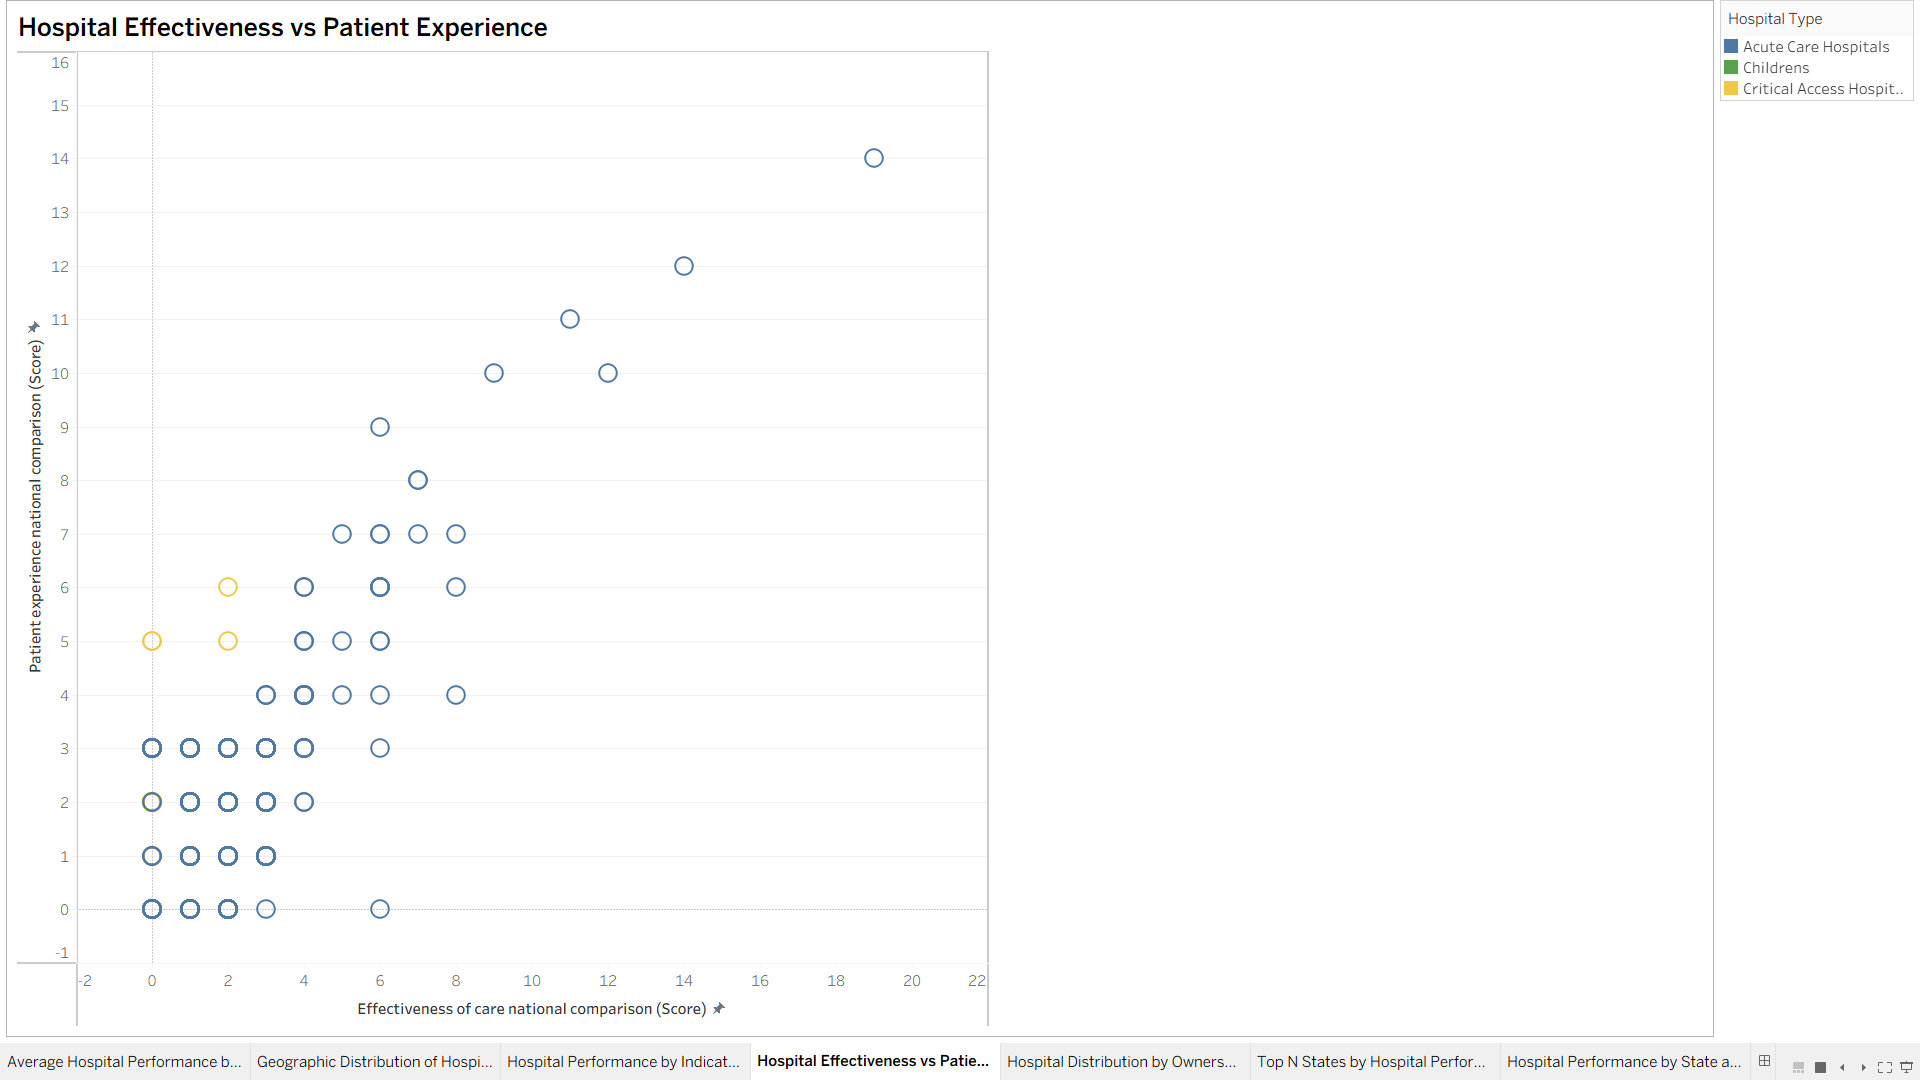 Hospital Effectiveness vs Patient Experience
Hospital Type
Acute Care Hospitals
Childrens
Critical Access Hospit..
16
15
14
13
12
11
10
9
8
7
6
5
4
3
2
1
0
-1
Patient experience national comparison (Score)
-2 0 2 4 6 8 10 12 14 16 18 20 22
Effectiveness of care national comparison (Score)
Average Hospital Performance b... Geographic Distribution of Hospi... Hospital Performance by Indicat... Hospital Effectiveness vs Patie... Hospital Distribution by Owners... Top N States by Hospital Perfor... Hospital Performance by State a...